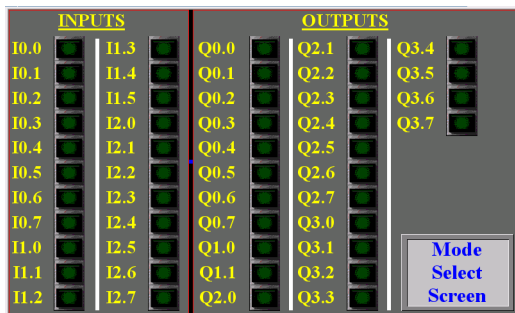 INPUTS
I0.0
I0.1
I0.2
I0.3
I0.4
I0.5
I0.6
I0.7
I1.0
I1.1
I1.2
I1.3
I1.4
I1.5
I2.0
I2.1
I2.2
I2.3
I2.4
I2.5
I2.6
I2.7
OUTPUTS
Q0.0
Q0.1
Q0.2
Q0.3
Q0.4
Q0.5
Q0.6
Q0.7
Q1.0
Q1.1
Q2.0
Q2.1
Q2.2
Q2.3
Q2.4
Q2.5
Q2.6
Q2.7
Q3.0
Q3.1
Q3.2
Q3.3
Q3.4
Q3.5
Q3.6
Q3.7
Mode
Select
Screen